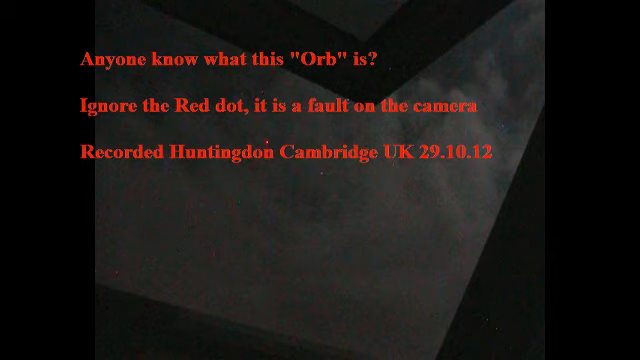 Anyone know what this "Orb" is?
Ignore the Red dot, it is a fault on the camera
Recorded Huntingdon Cambridge UK 29.10.12